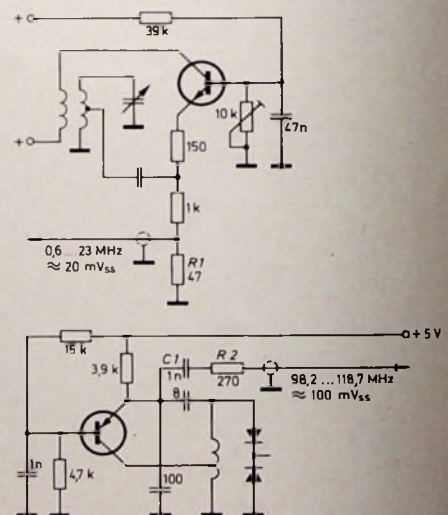 +
39 k
10 k
47n
+
150
1 k
0,6 ... 23 MHz
≈ 20 mVss
R1
47
+ 5 V
15 k
3,9 k
C1
1n
R 2
270
98,2 ... 118,7 MHz
≈ 100 mVss
8
1n
4,7 k
100